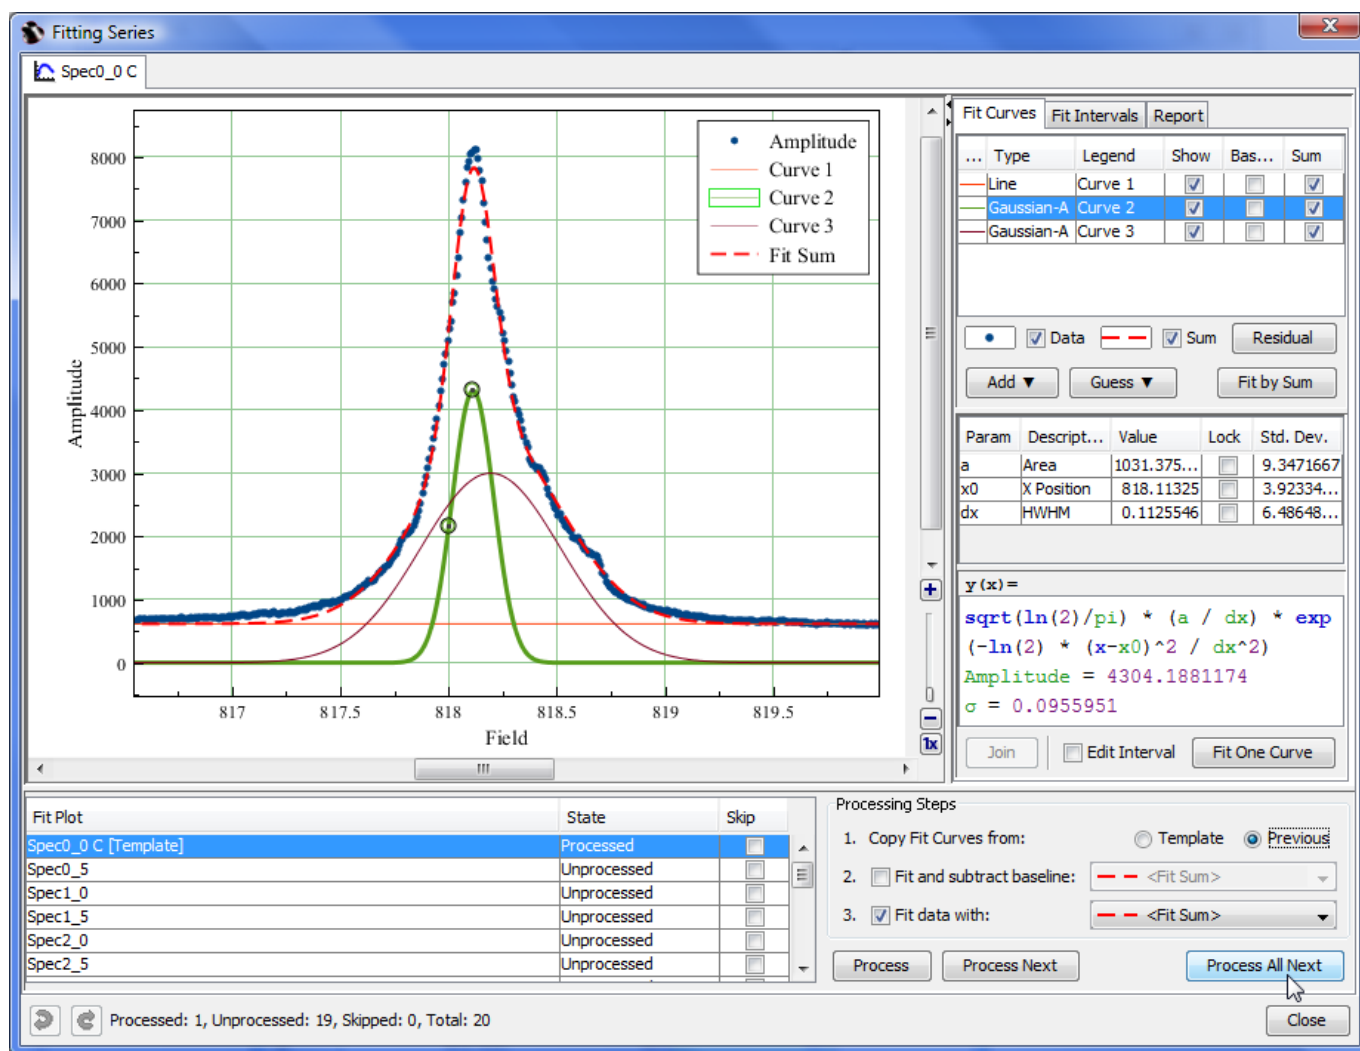 Fitting Series
Spec0_0 C
8000
7000
6000
5000
4000
3000
2000
1000
0
Amplitude
817
817.5
818
818.5
819
819.5
Field
Amplitude
Curve 1
Curve 2
Curve 3
Fit Sum
Fit Curves Fit Intervals Report
... Type Legend Show Bas... Sum
Line Curve 1
Gaussian-A Curve 2
Gaussian-A Curve 3
Data Sum Residual
Add ▼ Guess ▼ Fit by Sum
Param Descript... Value Lock Std. Dev.
a Area 1031.375... 9.3471667
x0 X Position 818.11325 3.92334...
dx HWHM 0.1125546 6.48648...
y(x)=
sqrt(ln(2)/pi) * (a / dx) * exp
(-ln(2) * (x-x0)^2 / dx^2)
Amplitude = 4304.1881174
σ = 0.0955951
Join Edit Interval Fit One Curve
1x
Fit Plot State Skip
Spec0_0 C [Template] Processed
Spec0_5 Unprocessed
Spec1_0 Unprocessed
Spec1_5 Unprocessed
Spec2_0 Unprocessed
Spec2_5 Unprocessed
Processing Steps
1. Copy Fit Curves from: Template Previous
2. Fit and subtract baseline: <Fit Sum>
3. Fit data with: <Fit Sum>
Process Process Next Process All Next
Processed: 1, Unprocessed: 19, Skipped: 0, Total: 20
Close